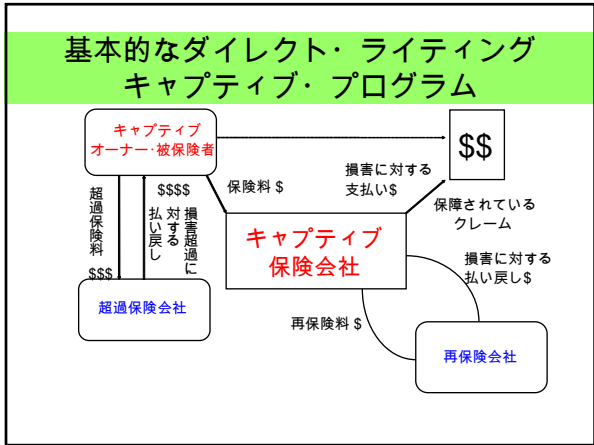 基本的なダイレクト・ライティング
キャプティブ・プログラム
キャプティブ
オーナー・被保険者
$$
$$$$
保険料 $
損害に対する
支払い$
保障されている
クレーム
超過保険料
$$$
損害超過に
対する
払い戻し
キャプティブ
保険会社
損害に対する
払い戻し$
超過保険会社
再保険料 $
再保険会社